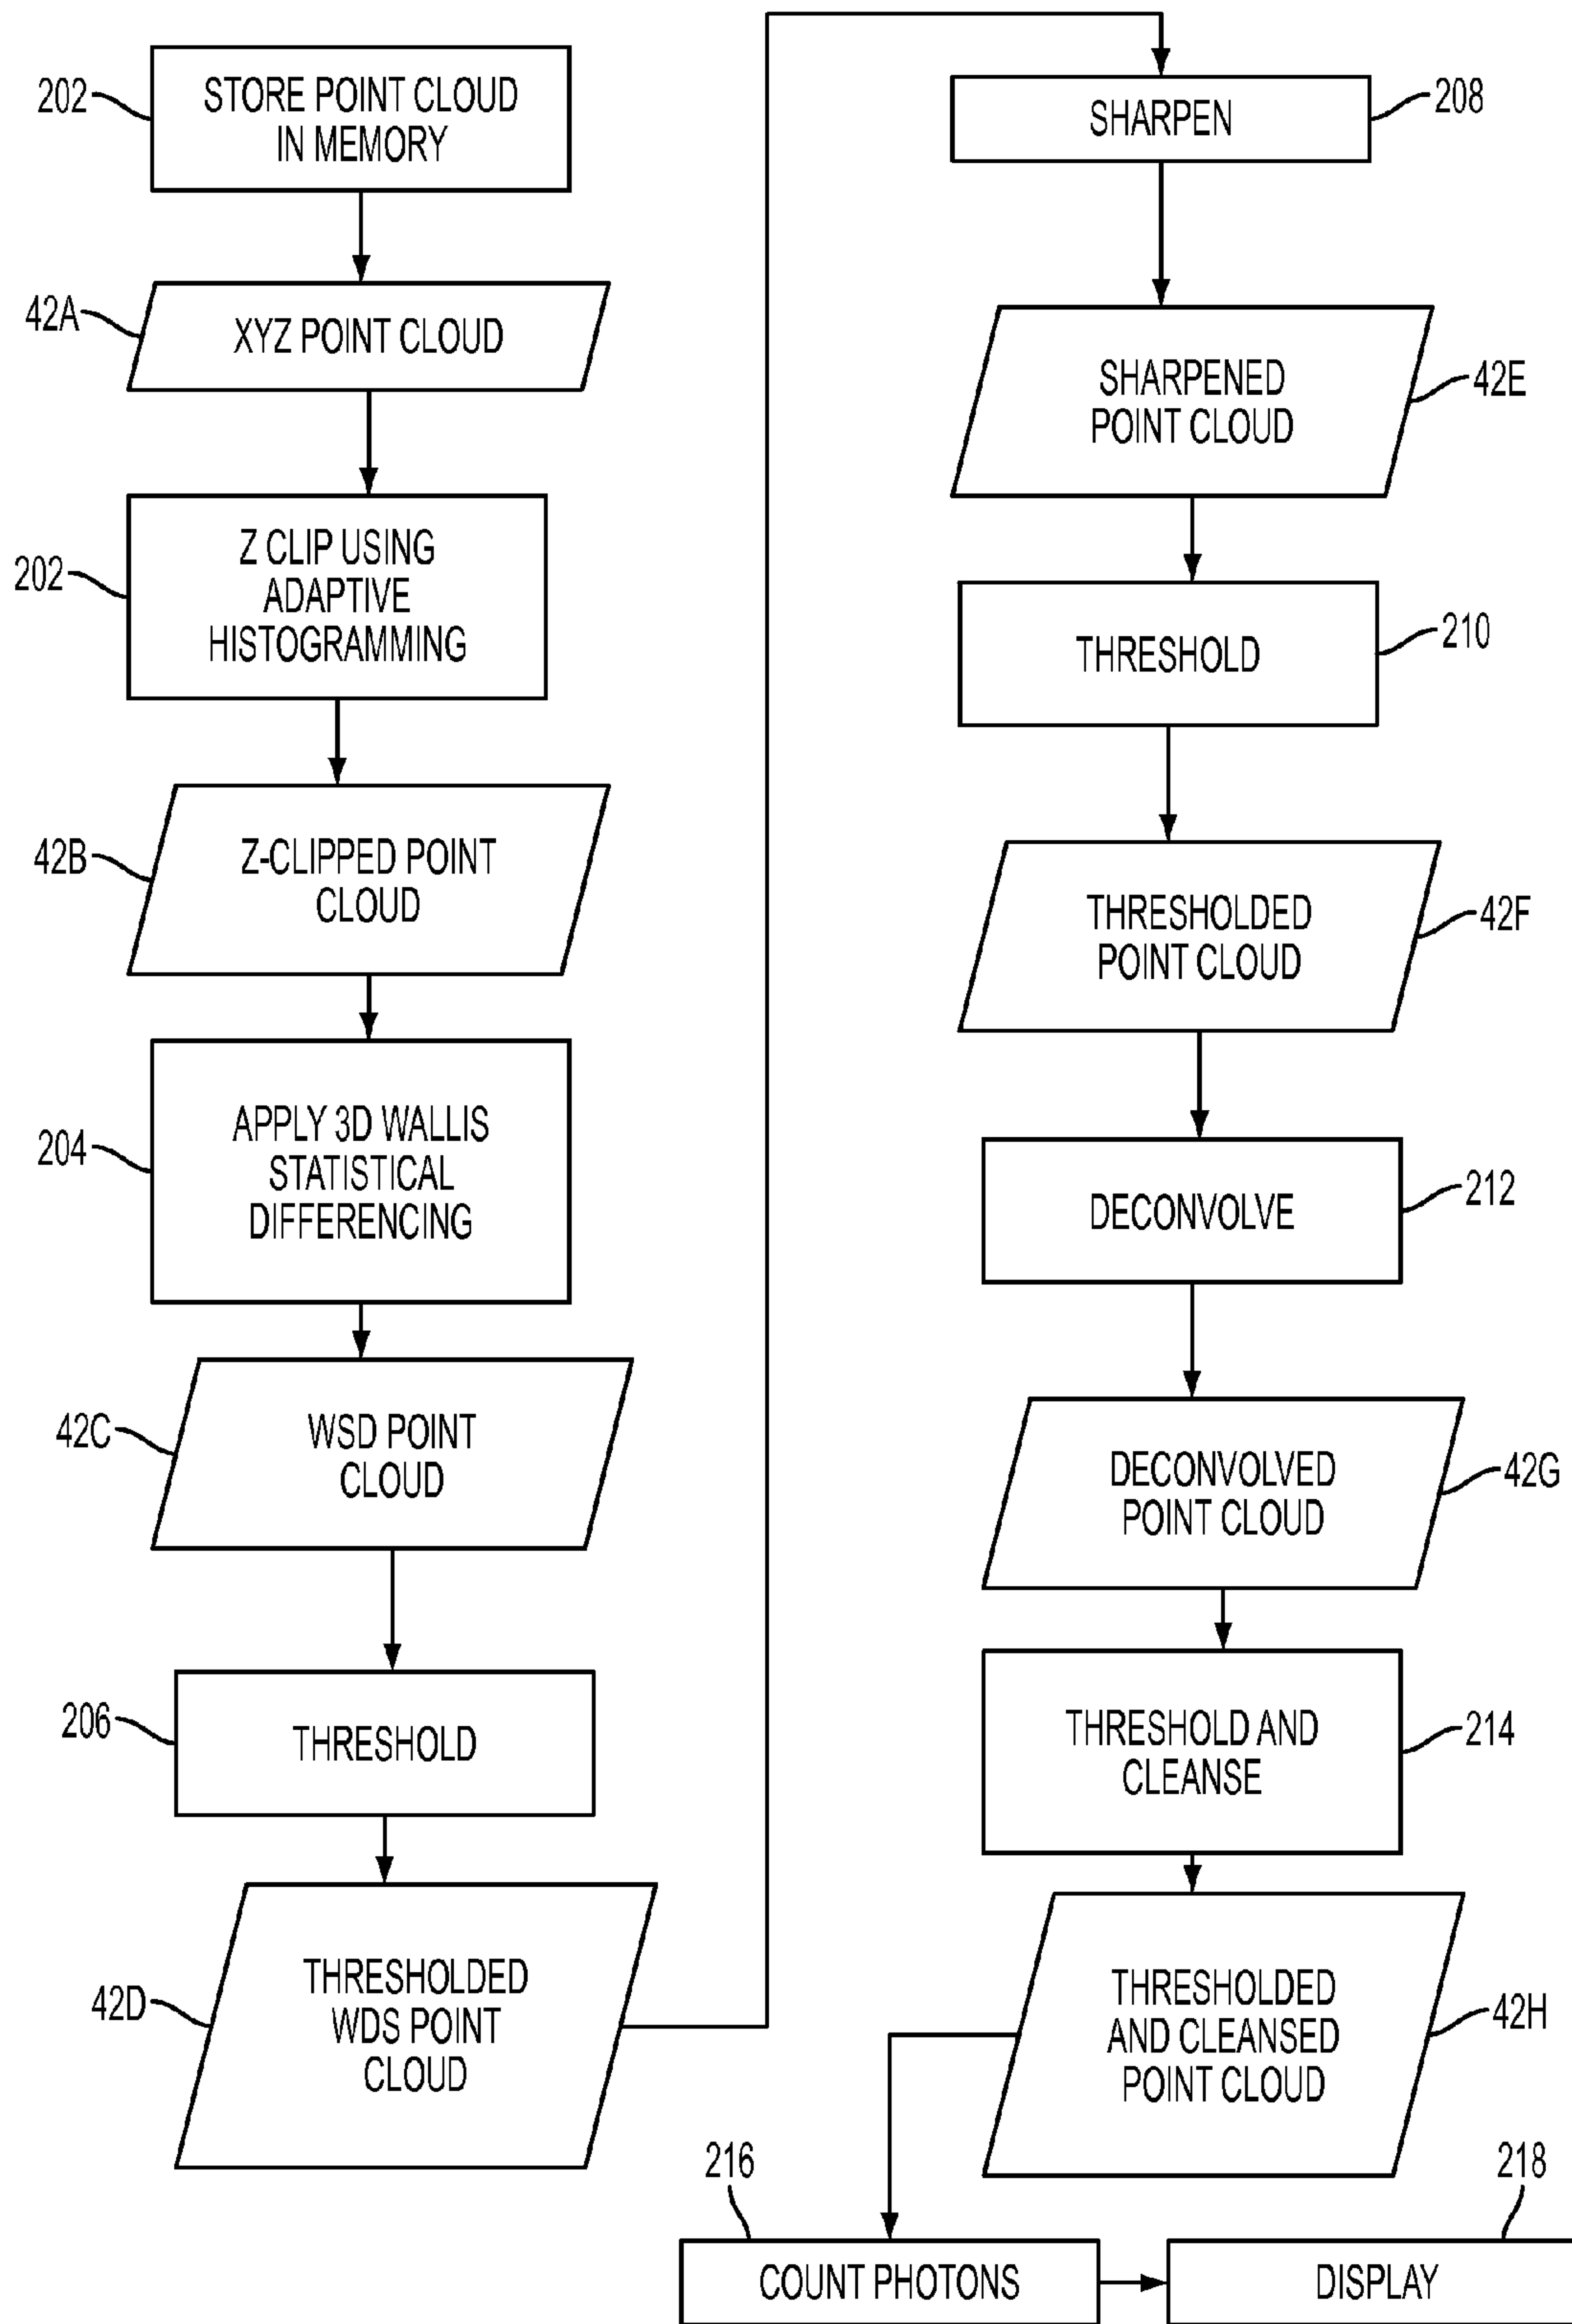 202
STORE POINT CLOUD
IN MEMORY
42A
XYZ POINT CLOUD
202
Z CLIP USING
ADAPTIVE
HISTOGRAMMING
42B
Z-CLIPPED POINT
CLOUD
204
APPLY 3D WALLIS
STATISTICAL
DIFFERENCING
42C
WSD POINT
CLOUD
206
THRESHOLD
42D
THRESHOLDED
WDS POINT
CLOUD
SHARPEN
208
SHARPENED
POINT CLOUD
42E
THRESHOLD
210
THRESHOLDED
POINT CLOUD
42F
DECONVOLVE
212
DECONVOLVED
POINT CLOUD
42G
THRESHOLD AND
CLEANSE
214
THRESHOLDED
AND CLEANSED
POINT CLOUD
42H
216
COUNT PHOTONS
218
DISPLAY